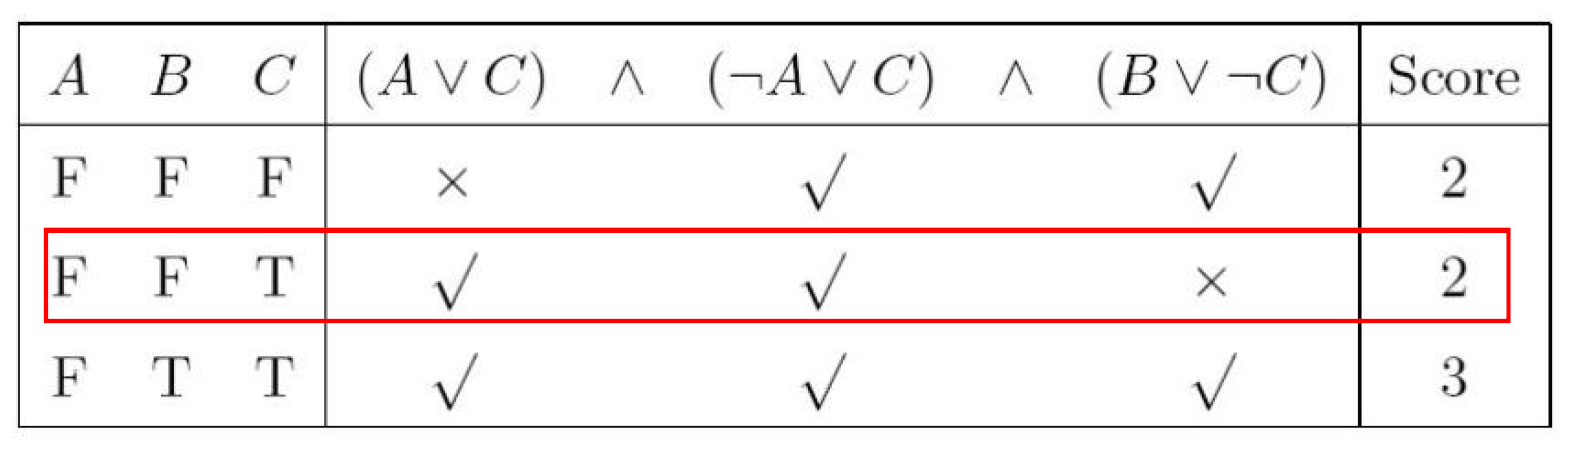 A B C (A ∨ C) ∧ (¬A ∨ C) ∧ (B ∨ ¬C) Score
F F F × √ √ 2
F F T √ √ × 2
F T T √ √ √ 3